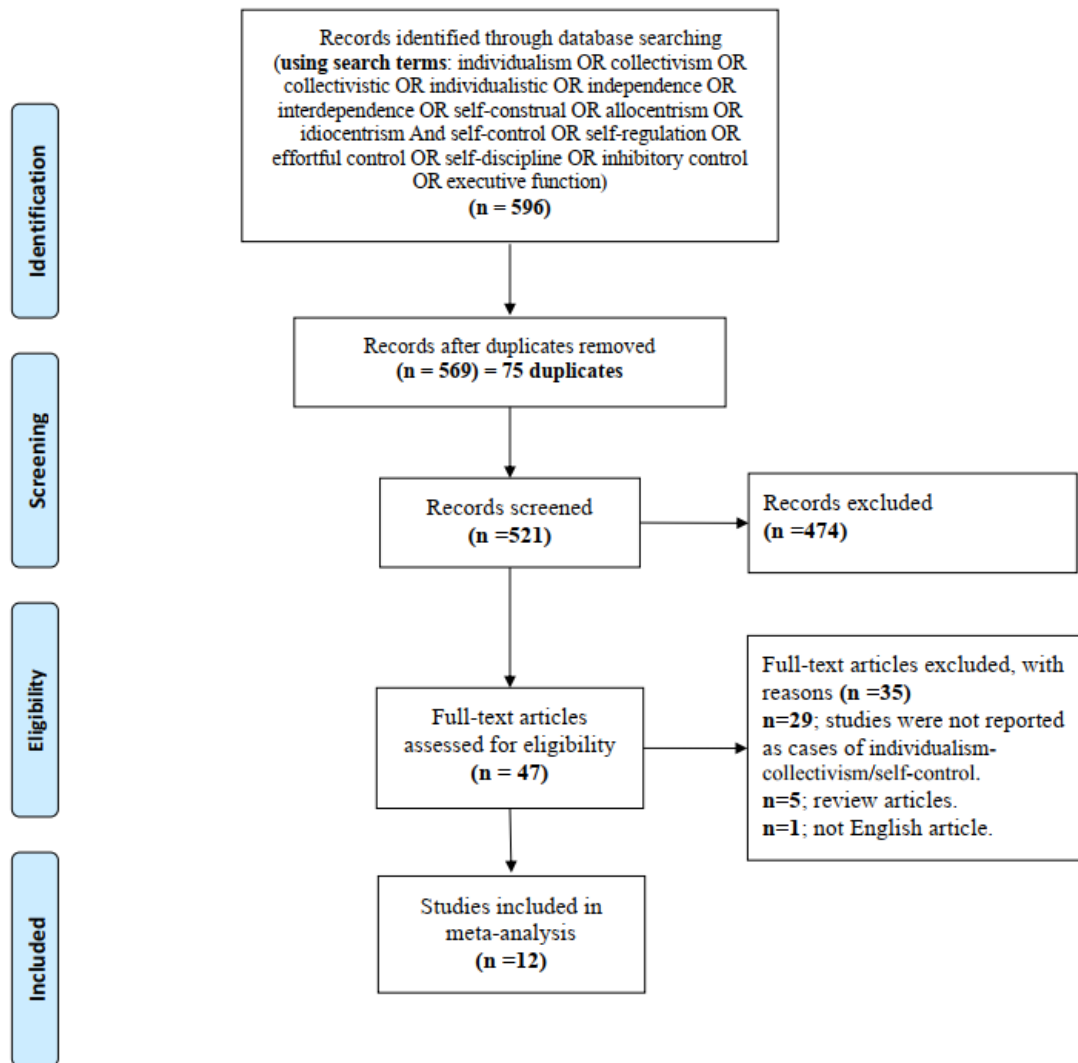 Identification
Records identified through database searching
(using search terms: individualism OR collectivism OR
collectivistic OR individualistic OR independence OR
interdependence OR self-construal OR allocentrism OR
idiocentrism And self-control OR self-regulation OR
effortful control OR self-discipline OR inhibitory control
OR executive function)
(n = 596)
Screening
Records after duplicates removed
(n = 569) = 75 duplicates
Records screened
(n =521)
Records excluded
(n =474)
Eligibility
Full-text articles
assessed for eligibility
(n = 47)
Full-text articles excluded, with
reasons (n =35)
n=29; studies were not reported
as cases of individualism-
collectivism/self-control.
n=5; review articles.
n=1; not English article.
Included
Studies included in
meta-analysis
(n =12)